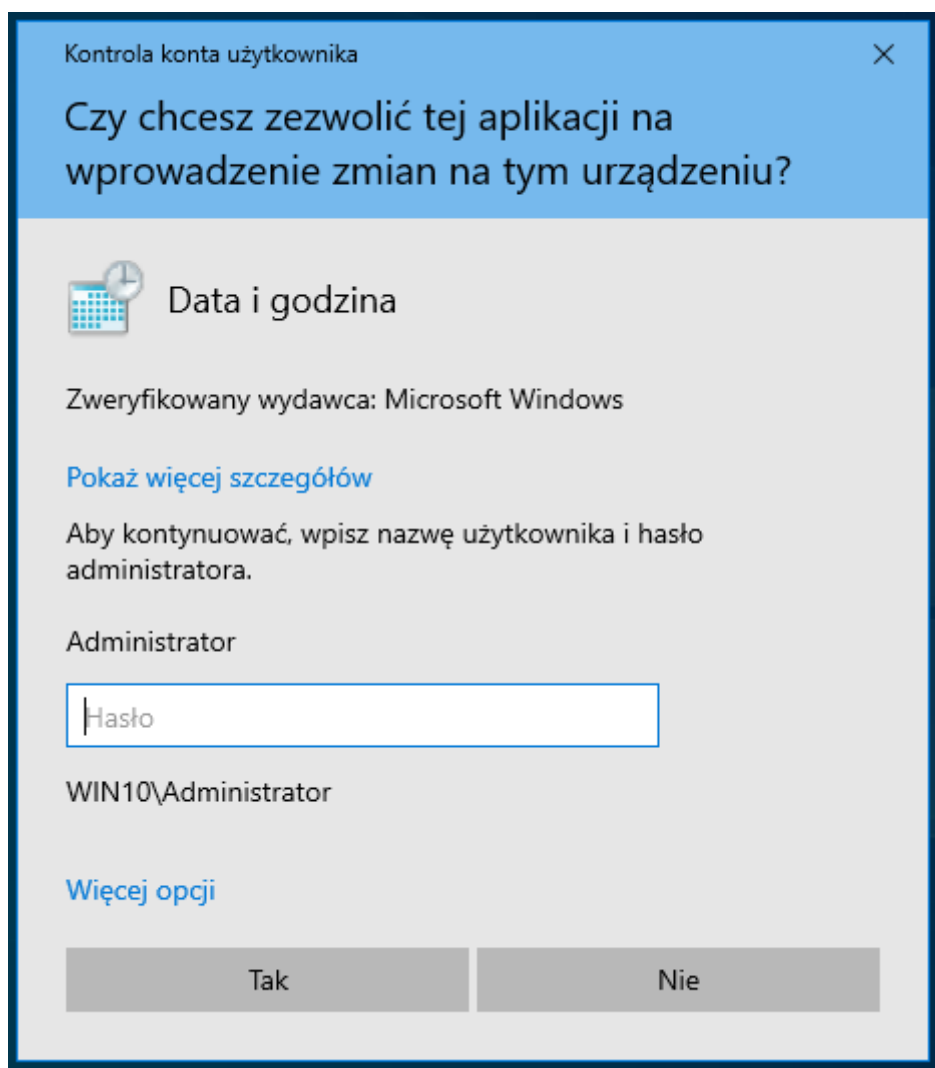 Kontrola konta użytkownika
Czy chcesz zezwolić tej aplikacji na
wprowadzenie zmian na tym urządzeniu?
Data i godzina
Zweryfikowany wydawca: Microsoft Windows
Pokaż więcej szczegółów
Aby kontynuować, wpisz nazwę użytkownika i hasło
administratora.
Administrator
Hasło
WIN10\Administrator
Więcej opcji
Tak
Nie